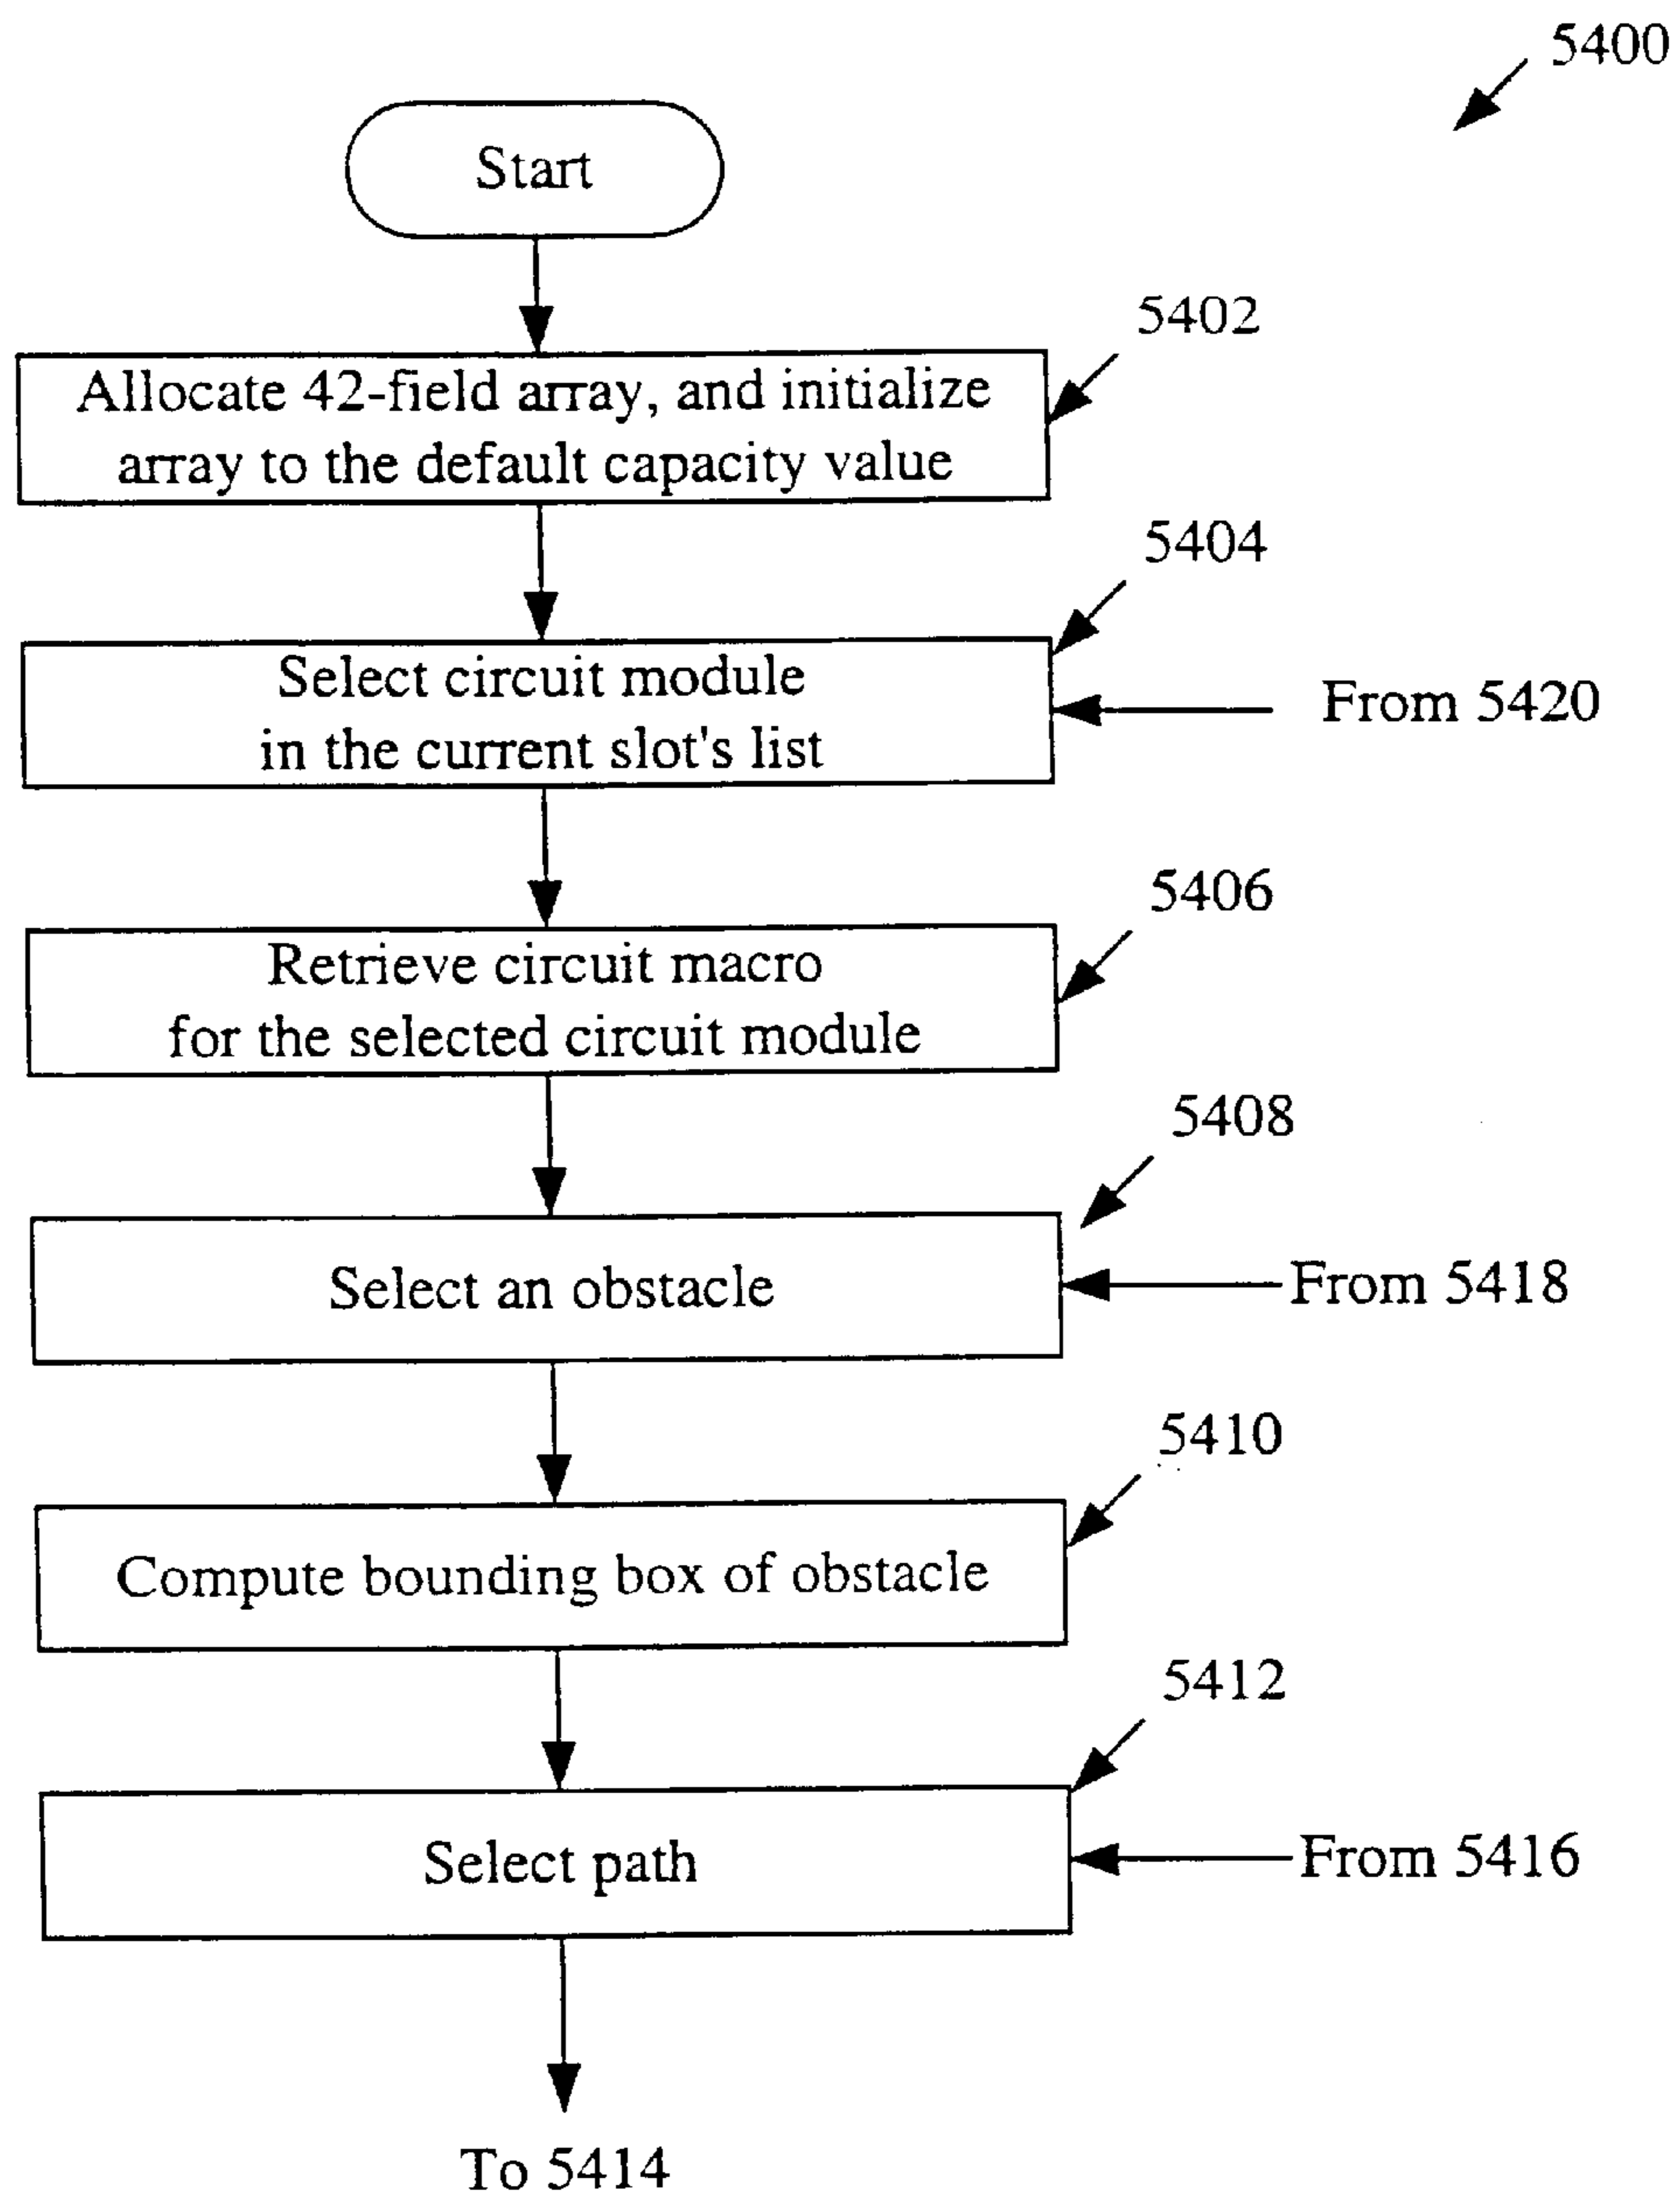 5400
Start
5402
Allocate 42-field array, and initialize
array to the default capacity value
5404
Select circuit module
in the current slot's list
From 5420
5406
Retrieve circuit macro
for the selected circuit module
5408
Select an obstacle
From 5418
5410
Compute bounding box of obstacle
5412
Select path
From 5416
To 5414